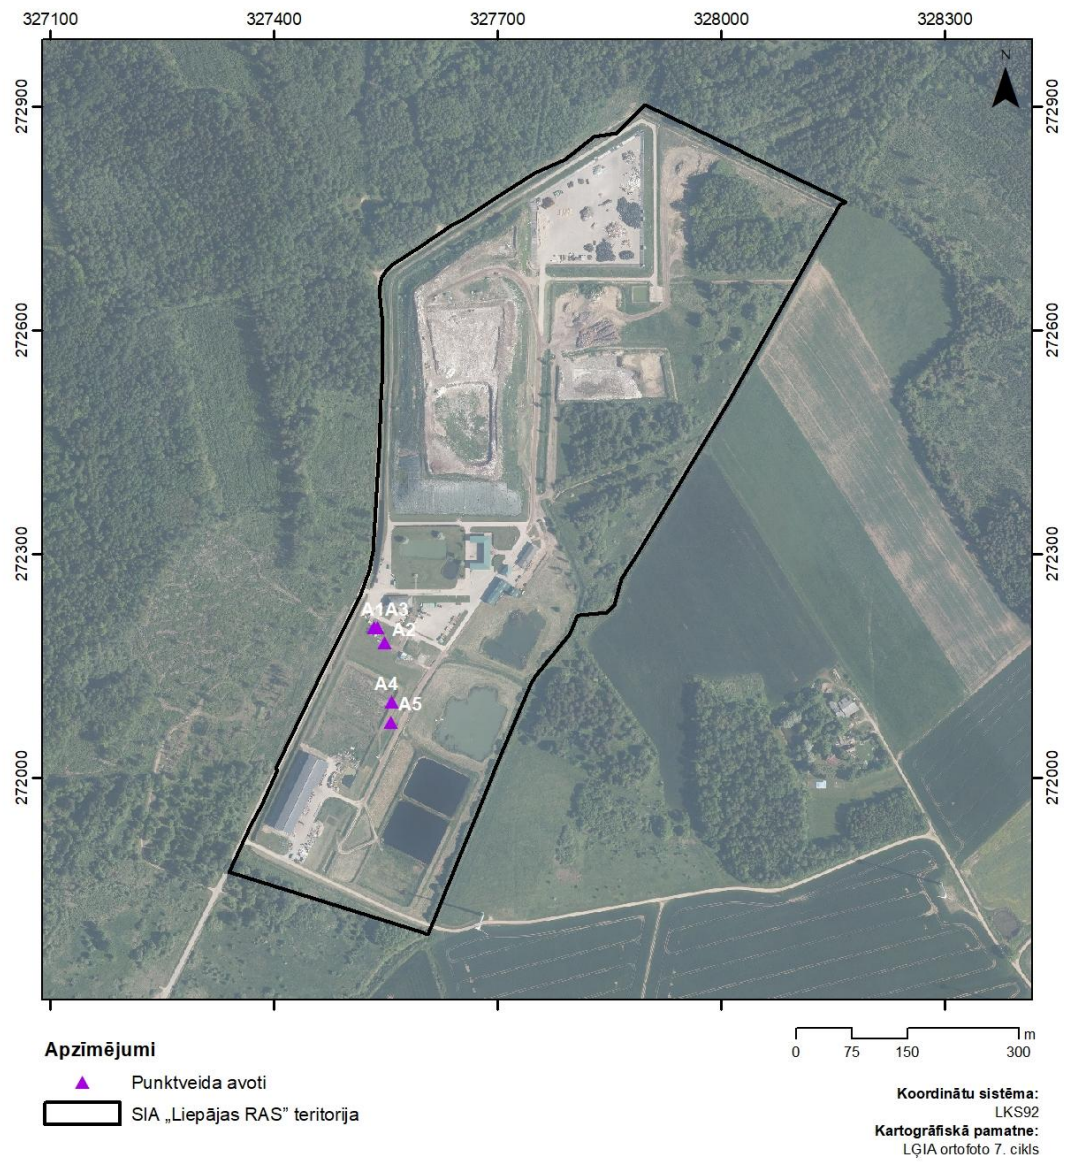 327100 327400 327700 328000 328300
N
272900 272900
272600 272600
272300 272300
A1A3
A2
A4
A5
272000 272000
Apzīmējumi
Punktveida avoti
SIA „Liepājas RAS” teritorija
m
0 75 150 300
Koordinātu sistēma:
LKS92
Kartogrāfiskā pamatne:
LĢIA ortofoto 7. cikls